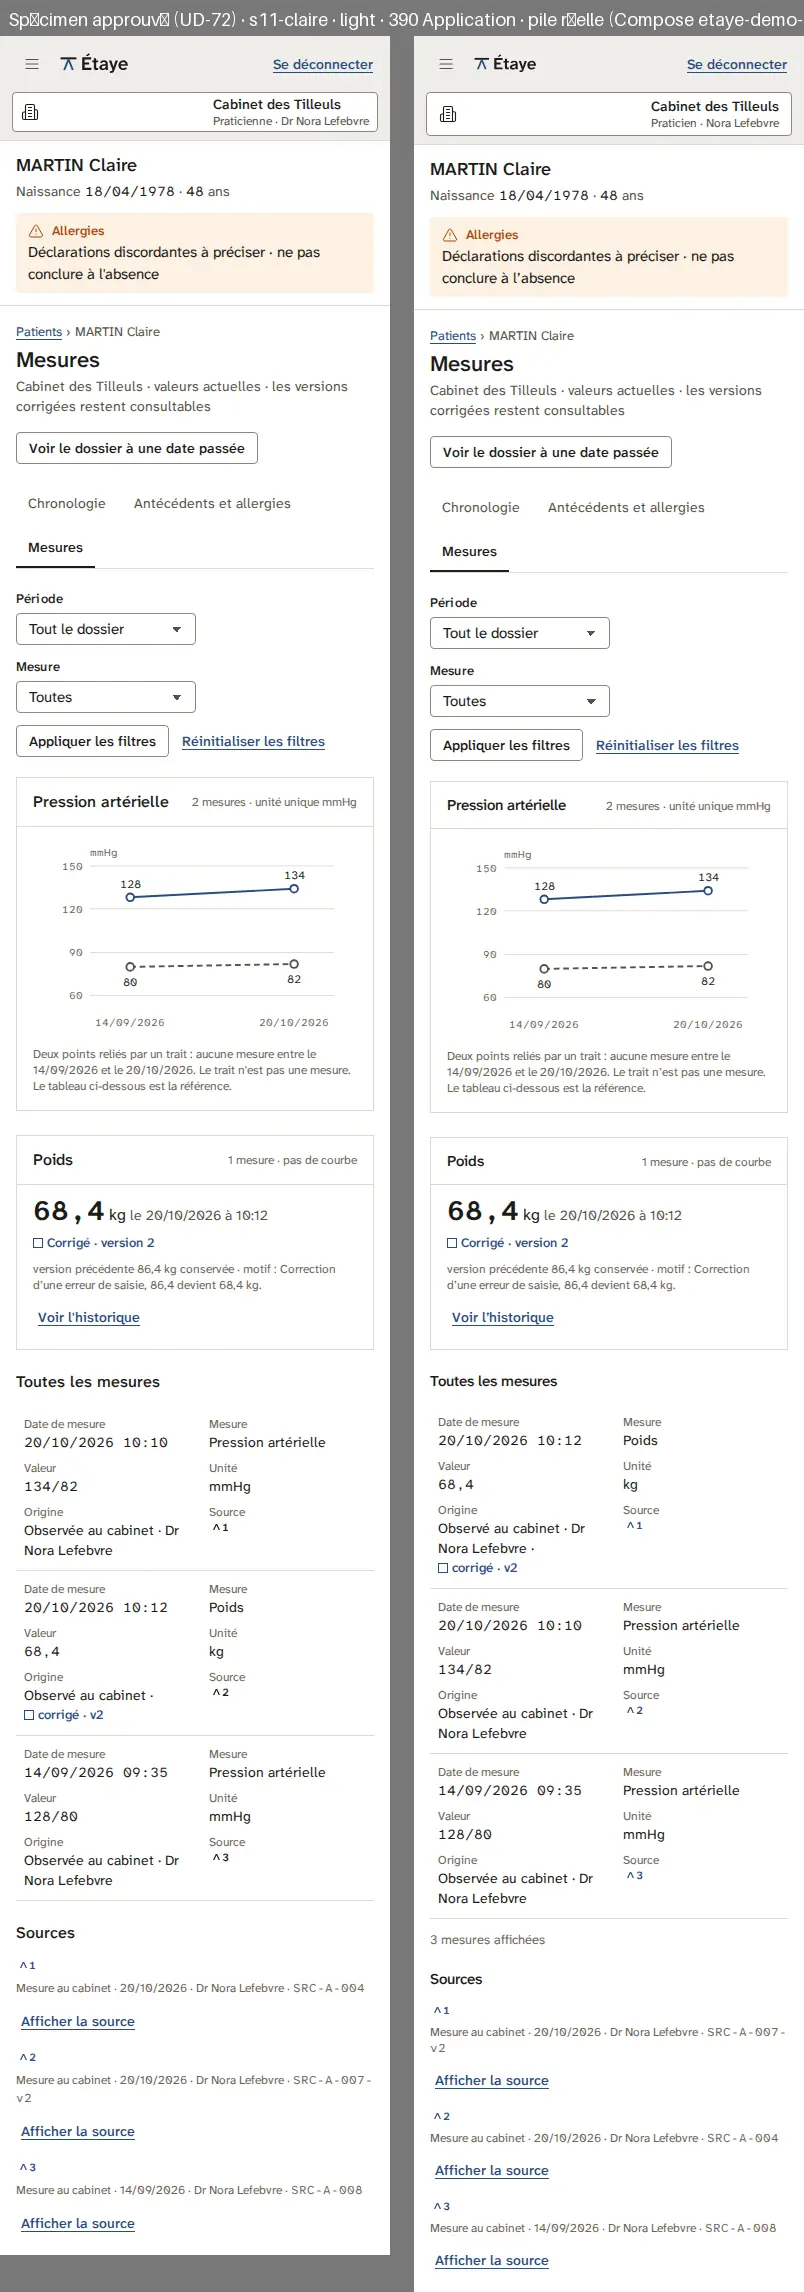 Sp□cimen approuv□ (UD-72) · s11-claire · light · 390
Étaye
Se déconnecter
Cabinet des Tilleuls
Praticienne · Dr Nora Lefebvre
MARTIN Claire
Naissance 18/04/1978 · 48 ans
Allergies
Déclarations discordantes à préciser · ne pas
conclure à l'absence
Patients › MARTIN Claire
Mesures
Cabinet des Tilleuls · valeurs actuelles · les versions
corrigées restent consultables
Voir le dossier à une date passée
Chronologie Antécédents et allergies
Mesures
Période
Tout le dossier
Mesure
Toutes
Appliquer les filtres Réinitialiser les filtres
Pression artérielle 2 mesures · unité unique mmHg
mmHg
150
128 134
120
90
80 82
60
14/09/2026 20/10/2026
Deux points reliés par un trait : aucune mesure entre le
14/09/2026 et le 20/10/2026. Le trait n'est pas une mesure.
Le tableau ci-dessous est la référence.
Poids 1 mesure · pas de courbe
68,4 kg le 20/10/2026 à 10:12
Corrigé · version 2
version précédente 86,4 kg conservée · motif : Correction
d'une erreur de saisie, 86,4 devient 68,4 kg.
Voir l'historique
Toutes les mesures
Date de mesure Mesure
20/10/2026 10:10 Pression artérielle
Valeur Unité
134/82 mmHg
Origine Source
Observée au cabinet · Dr ^1
Nora Lefebvre
Date de mesure Mesure
20/10/2026 10:12 Poids
Valeur Unité
68,4 kg
Origine Source
Observé au cabinet · ^2
corrigé · v2
Date de mesure Mesure
14/09/2026 09:35 Pression artérielle
Valeur Unité
128/80 mmHg
Origine Source
Observée au cabinet · Dr ^3
Nora Lefebvre
Sources
^1
Mesure au cabinet · 20/10/2026 · Dr Nora Lefebvre · SRC-A-004
Afficher la source
^2
Mesure au cabinet · 20/10/2026 · Dr Nora Lefebvre · SRC-A-007-
v2
Afficher la source
^3
Mesure au cabinet · 14/09/2026 · Dr Nora Lefebvre · SRC-A-008
Afficher la source
Application · pile r□elle (Compose etaye-demo-
Étaye
Se déconnecter
Cabinet des Tilleuls
Praticien · Nora Lefebvre
MARTIN Claire
Naissance 18/04/1978 · 48 ans
Allergies
Déclarations discordantes à préciser · ne pas
conclure à l’absence
Patients › MARTIN Claire
Mesures
Cabinet des Tilleuls · valeurs actuelles · les versions
corrigées restent consultables
Voir le dossier à une date passée
Chronologie Antécédents et allergies
Mesures
Période
Tout le dossier
Mesure
Toutes
Appliquer les filtres Réinitialiser les filtres
Pression artérielle 2 mesures · unité unique mmHg
mmHg
150
128 134
120
90
80 82
60
14/09/2026 20/10/2026
Deux points reliés par un trait : aucune mesure entre le
14/09/2026 et le 20/10/2026. Le trait n’est pas une mesure.
Le tableau ci-dessous est la référence.
Poids 1 mesure · pas de courbe
68,4 kg le 20/10/2026 à 10:12
Corrigé · version 2
version précédente 86,4 kg conservée · motif : Correction
d’une erreur de saisie, 86,4 devient 68,4 kg.
Voir l’historique
Toutes les mesures
Date de mesure Mesure
20/10/2026 10:12 Poids
Valeur Unité
68,4 kg
Origine Source
Observé au cabinet · Dr ^1
Nora Lefebvre ·
corrigé · v2
Date de mesure Mesure
20/10/2026 10:10 Pression artérielle
Valeur Unité
134/82 mmHg
Origine Source
Observée au cabinet · Dr ^2
Nora Lefebvre
Date de mesure Mesure
14/09/2026 09:35 Pression artérielle
Valeur Unité
128/80 mmHg
Origine Source
Observée au cabinet · Dr ^3
Nora Lefebvre
3 mesures affichées
Sources
^1
Mesure au cabinet · 20/10/2026 · Dr Nora Lefebvre · SRC-A-007-
v2
Afficher la source
^2
Mesure au cabinet · 20/10/2026 · Dr Nora Lefebvre · SRC-A-004
Afficher la source
^3
Mesure au cabinet · 14/09/2026 · Dr Nora Lefebvre · SRC-A-008
Afficher la source